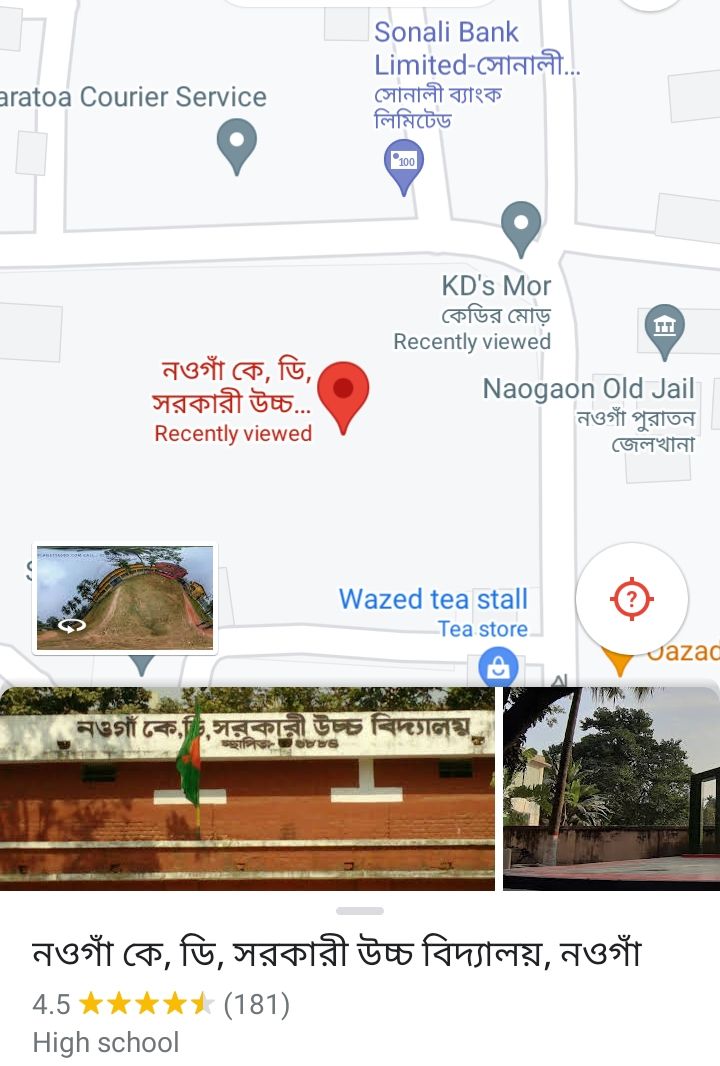 Sonali Bank
Limited-সোনালী...
সোনালী ব্যাংক
লিমিটেড
aratoa Courier Service
100
KD's Mor
কেডির মোড়
Recently viewed
নওগাঁ কে, ডি,
সরকারী উচ্চ...
Recently viewed
Naogaon Old Jail
নওগাঁ পুরাতন
জেলখানা
Wazed tea stall
Tea store
?
Uazad
নওগাঁ কে,ডি,সরকারী উচ্চ বিদ্যালয়
স্থাপিত- ১৮৮৪
নওগাঁ কে, ডি, সরকারী উচ্চ বিদ্যালয়, নওগাঁ
4.5 (181)
High school